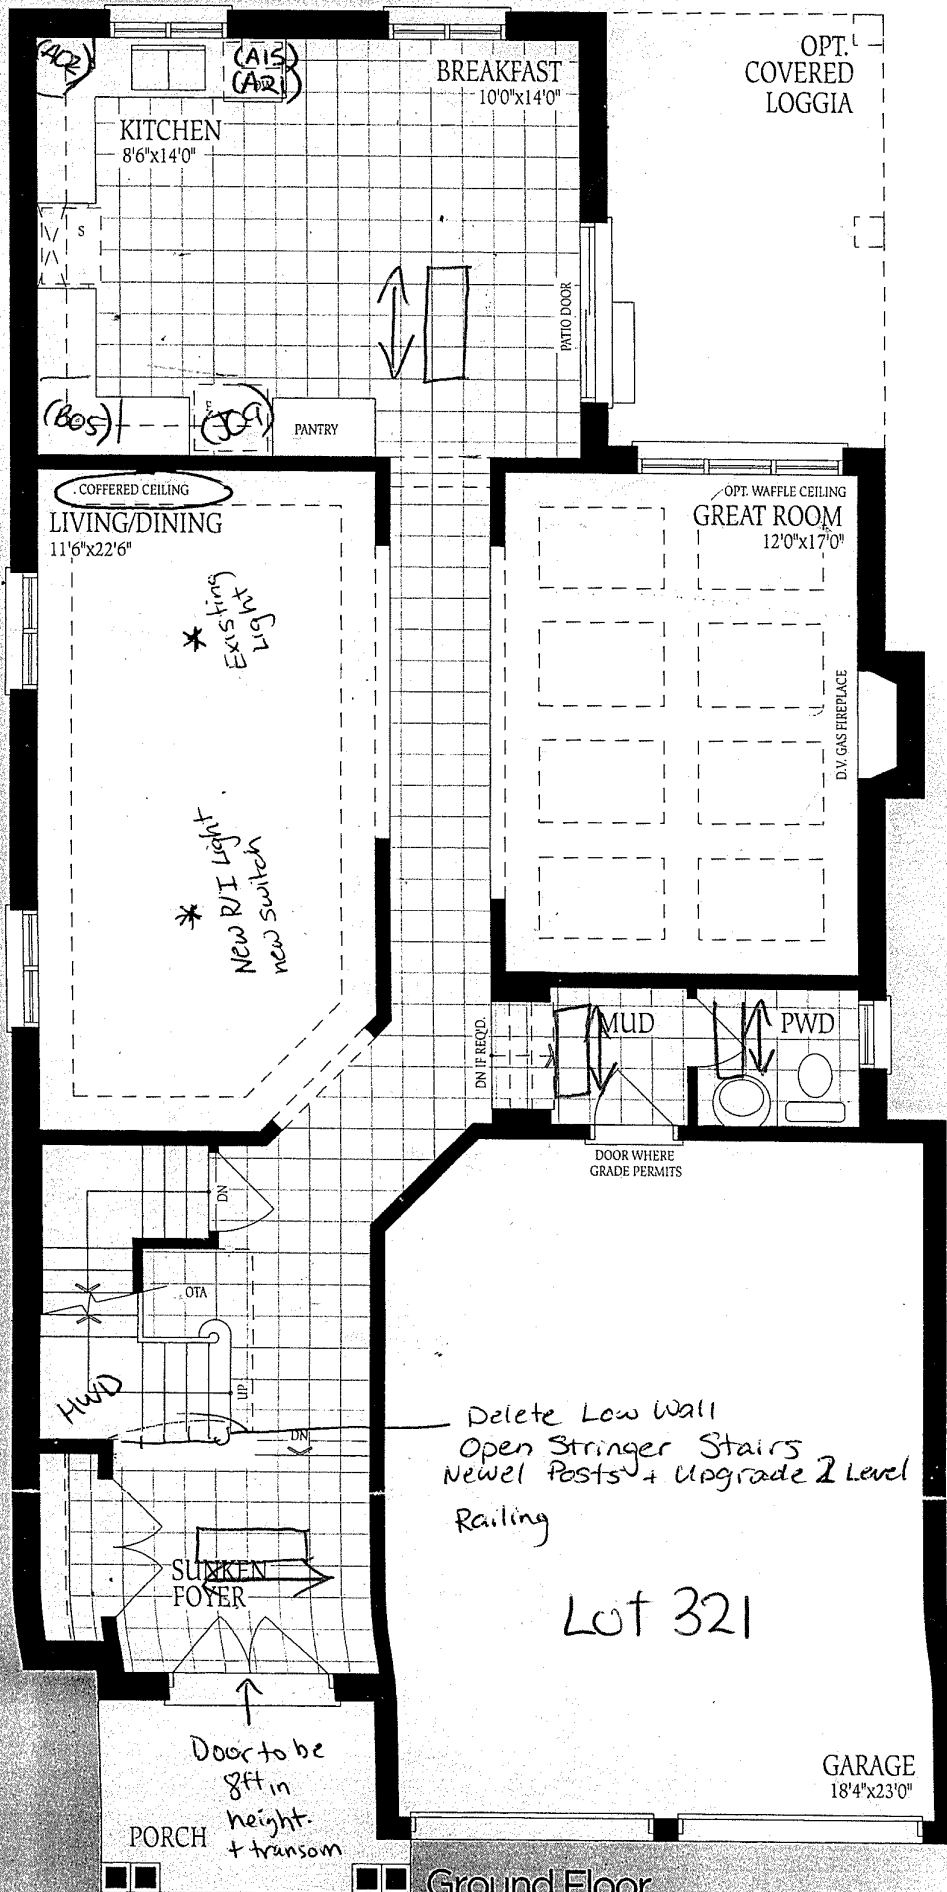 (A02)
(A15)
(A21)
BREAKFAST
10'0"x14'0"
OPT.
COVERED
LOGGIA
KITCHEN
8'6"x14'0"
S
PATIO DOOR
(B05)
PANTRY
COFFERED CEILING
LIVING/DINING
11'6"x22'6"
OPT. WAFFLE CEILING
GREAT ROOM
12'0"x17'0"
* Existing
Light
D.V. GAS FIREPLACE
* New R/I Light
new switch
DN IF REQ'D.
MUD
PWD
DOOR WHERE
GRADE PERMITS
DN
OTA
UP
HWD
DN
Delete Low Wall
Open Stringer Stairs
Newel Posts + Upgrade 2 Level
Railing
SUNKEN
FOYER
Lot 321
Door to be
8ft in
height.
+ transom
GARAGE
18'4"x23'0"
PORCH
Ground Floor